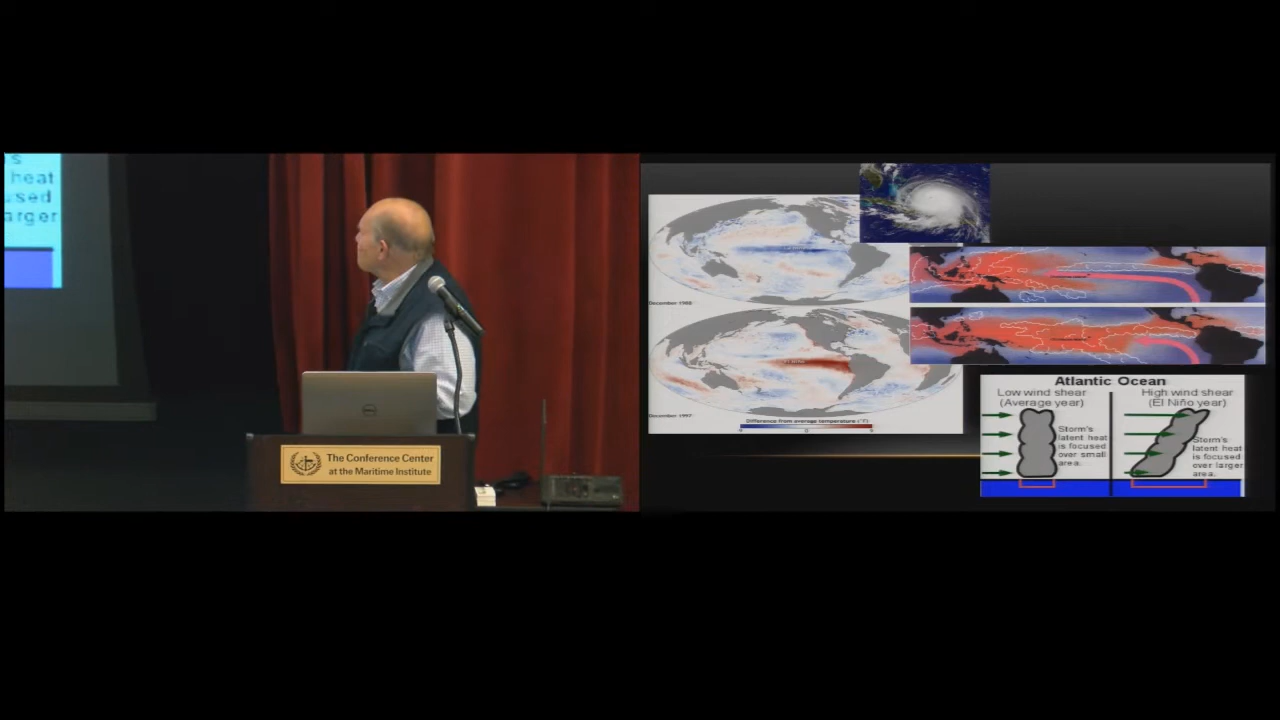 s
heat
used
arger
The Conference Center
at the Maritime Institute
DELL
December 1988
December 1997
Difference from average temperature (°F)
Atlantic Ocean
Low wind shear
(Average year)
Storm's
latent heat
is focused
over small
area.
High wind shear
(El Niño year)
Storm's
latent heat
is focused
over larger
area.